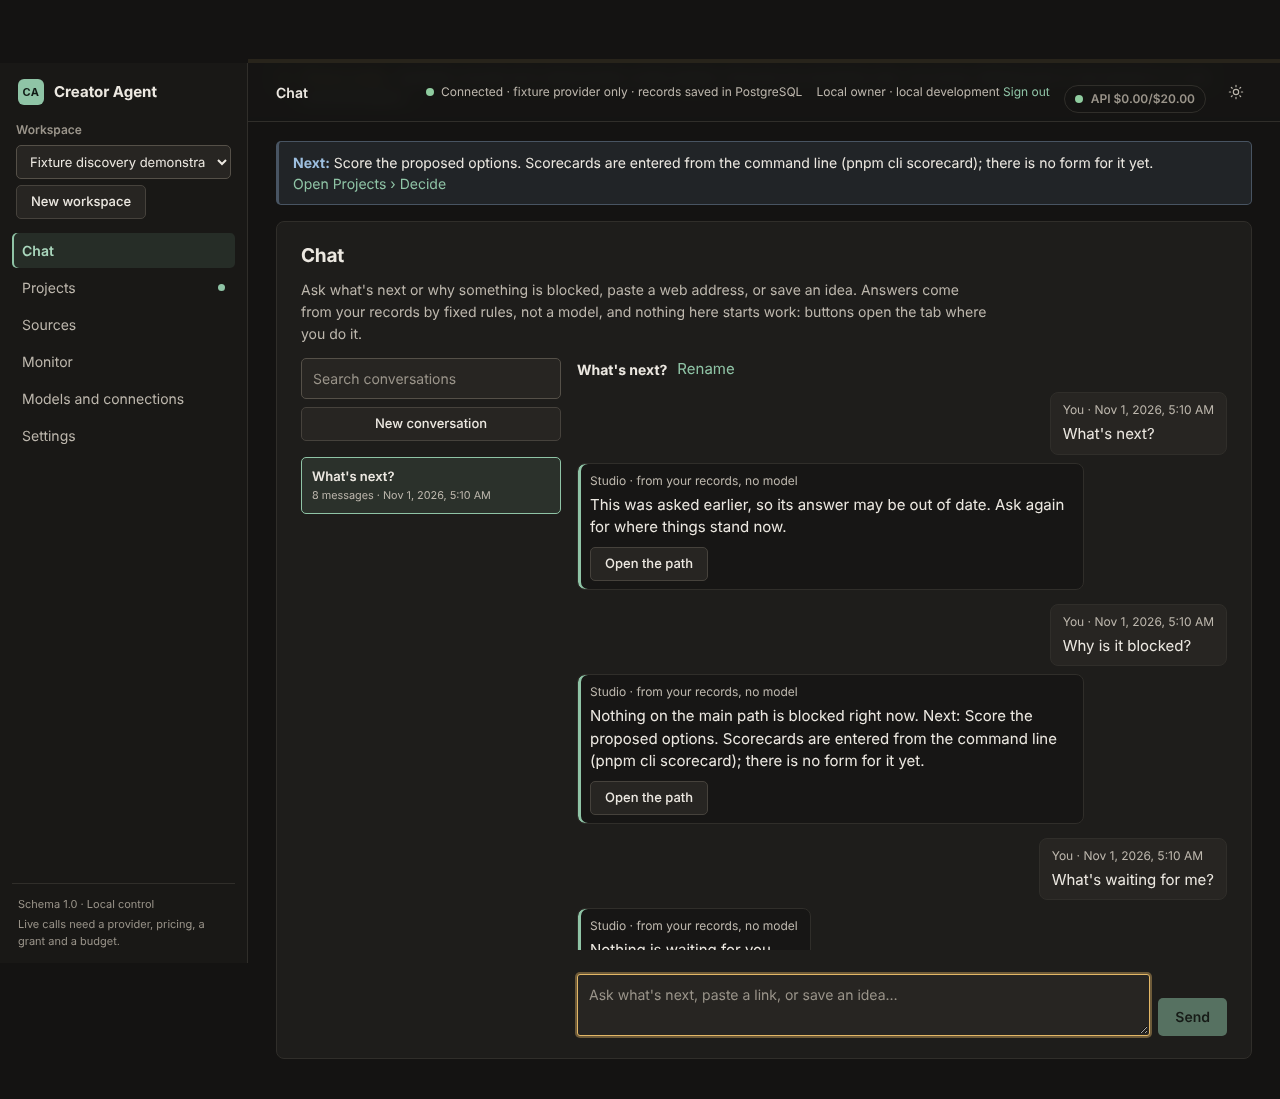 CA
Creator Agent
Workspace
Fixture discovery demonstra
New workspace
Chat
Projects
Sources
Monitor
Models and connections
Settings
Schema 1.0 · Local control
Live calls need a provider, pricing, a
grant and a budget.
Chat
Connected · fixture provider only · records saved in PostgreSQL
Local owner · local development Sign out
API $0.00/$20.00
Next: Score the proposed options. Scorecards are entered from the command line (pnpm cli scorecard); there is no form for it yet.
Open Projects › Decide
Chat
Ask what's next or why something is blocked, paste a web address, or save an idea. Answers come
from your records by fixed rules, not a model, and nothing here starts work: buttons open the tab where
you do it.
Search conversations
New conversation
What's next?
8 messages · Nov 1, 2026, 5:10 AM
What's next? Rename
You · Nov 1, 2026, 5:10 AM
What's next?
Studio · from your records, no model
This was asked earlier, so its answer may be out of date. Ask again
for where things stand now.
Open the path
You · Nov 1, 2026, 5:10 AM
Why is it blocked?
Studio · from your records, no model
Nothing on the main path is blocked right now. Next: Score the
proposed options. Scorecards are entered from the command line
(pnpm cli scorecard); there is no form for it yet.
Open the path
You · Nov 1, 2026, 5:10 AM
What's waiting for me?
Studio · from your records, no model
Nothing is waiting for you
Ask what's next, paste a link, or save an idea...
Send